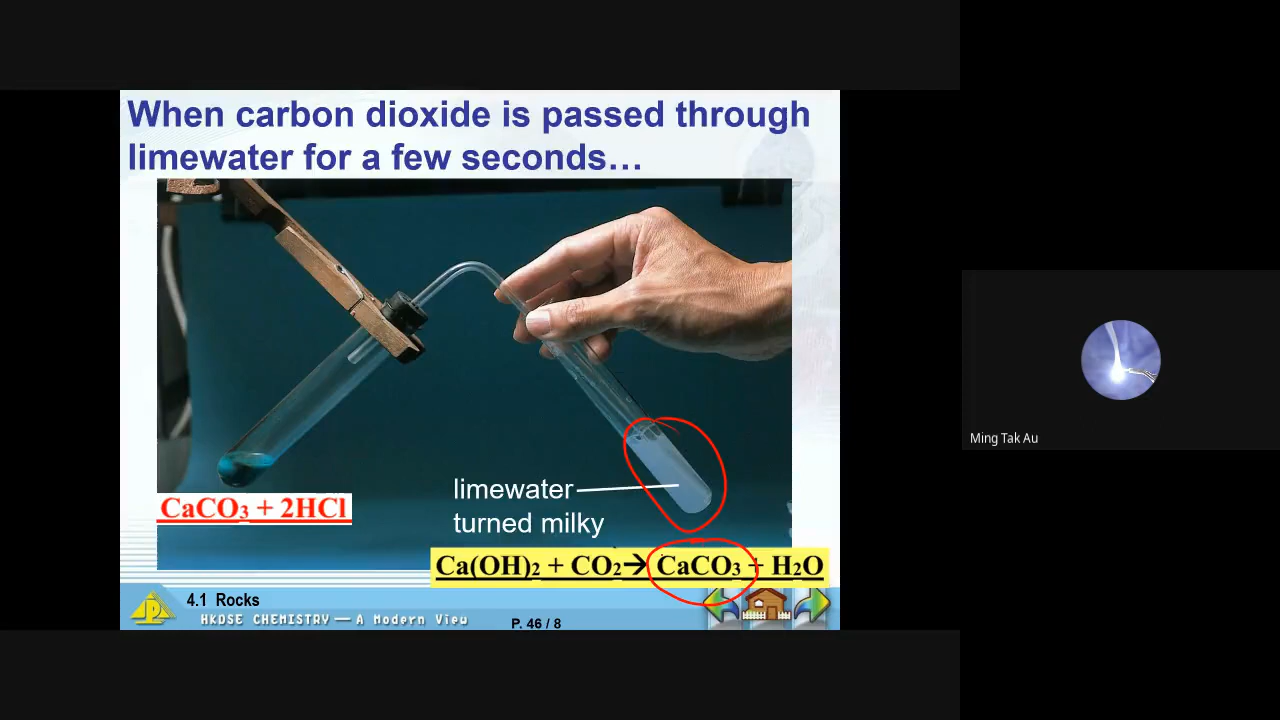 When carbon dioxide is passed through
limewater for a few seconds…
CaCO₃ + 2HCl
limewater
turned milky
Ca(OH)₂ + CO₂→ CaCO₃ + H₂O
4.1 Rocks
HKDSE CHEMISTRY — A Modern View
P. 46 / 8
Ming Tak Au